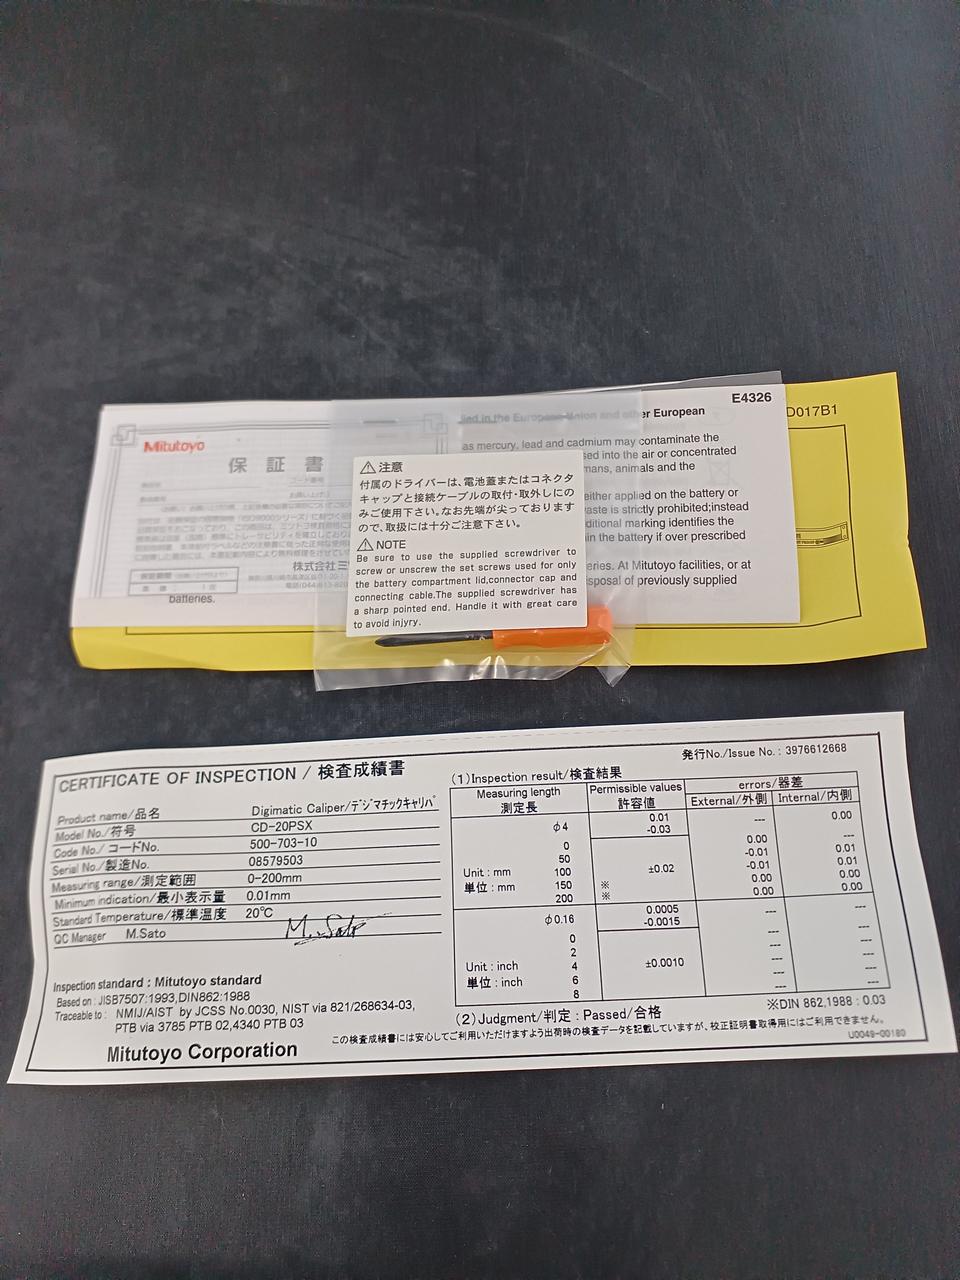 E4326
D017B1
lied in the European Union and other European
as mercury, lead and cadmium may contaminate the
sed into the air or concentrated
mans, animals and the
either applied on the battery or
aste is strictly prohibited;instead
ditional marking identifies the
in the battery if over prescribed
eries. At Mitutoyo facilities, or at
sposal of previously supplied
batteries.
Mitutoyo
保証書
株式会社ミ
⚠注意
付属のドライバーは、電池蓋またはコネクタ
キャップと接続ケーブルの取付・取外しにの
みご使用下さい。なお先端が尖っております
ので、取扱には十分ご注意下さい。
⚠NOTE
Be sure to use the supplied screwdriver to
screw or unscrew the set screws used for only
the battery compartment lid,connector cap and
connecting cable.The supplied screwdriver has
a sharp pointed end. Handle it with great care
to avoid injyry.
CERTIFICATE OF INSPECTION / 検査成績書
Product name/品名 Digimatic Caliper/デジマチックキャリパ
Model No./符号 CD-20PSX
Code No./コードNo. 500-703-10
Serial No./製造No. 08579503
Measuring range/測定範囲 0-200mm
Minimum indication/最小表示量 0.01mm
Standard Temperature/標準温度 20℃
QC Manager M.Sato M. Sato
Inspection standard : Mitutoyo standard
Based on : JISB7507:1993,DIN862:1988
Traceable to : NMIJ/AIST by JCSS No.0030, NIST via 821/268634-03,
PTB via 3785 PTB 02,4340 PTB 03
Mitutoyo Corporation
発行No./Issue No. : 3976612668
(1)Inspection result/検査結果
Measuring length Permissible values errors/器差
測定長 許容値 External/外側 Internal/内側
φ4 0.01 --- 0.00
-0.03
0 0.00 ---
50 -0.01 0.01
Unit : mm 100 ±0.02 -0.01 0.01
単位 : mm 150 ※ 0.00 0.00
200 ※ 0.00 0.00
φ0.16 0.0005 --- ---
-0.0015
0 --- ---
2 --- ---
Unit : inch 4 ±0.0010 --- ---
単位 : inch 6 --- ---
8 --- ---
(2)Judgment/判定 : Passed/合格
※DIN 862,1988 : 0.03
この検査成績書には安心してご利用いただけますよう出荷時の検査データを記載していますが、校正証明書取得用にはご利用できません。
U0049-00180